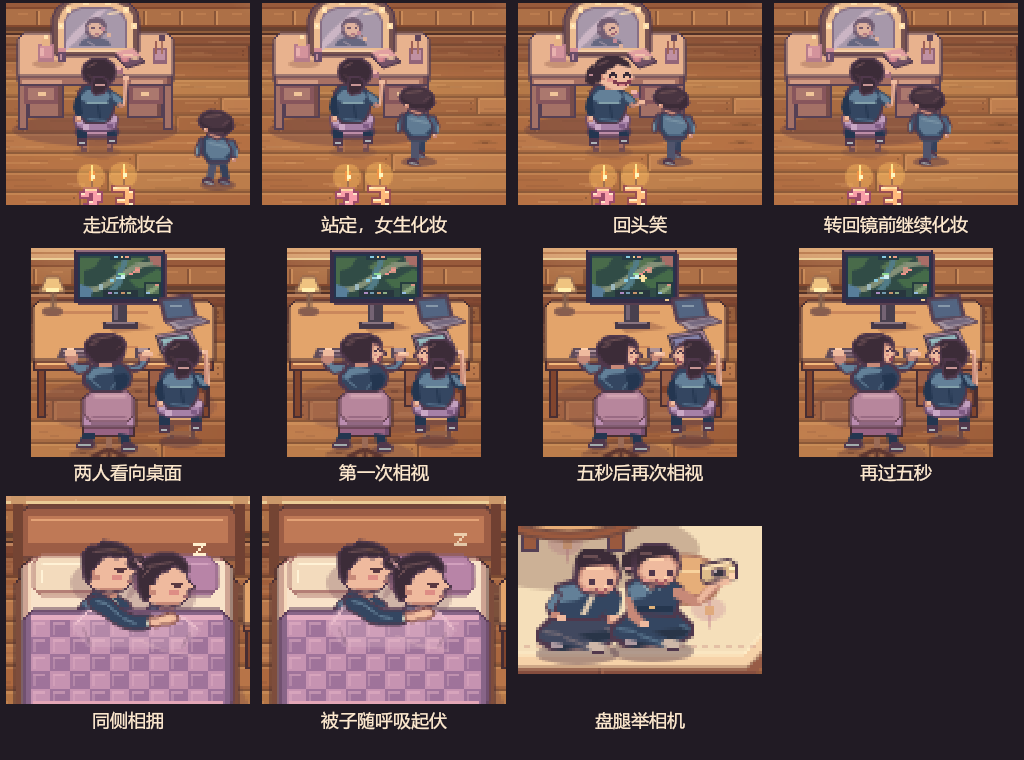 走近梳妆台
站定，女生化妆
回头笑
转回镜前继续化妆
两人看向桌面
第一次相视
五秒后再次相视
再过五秒
Z
Z
同侧相拥
被子随呼吸起伏
盘腿举相机